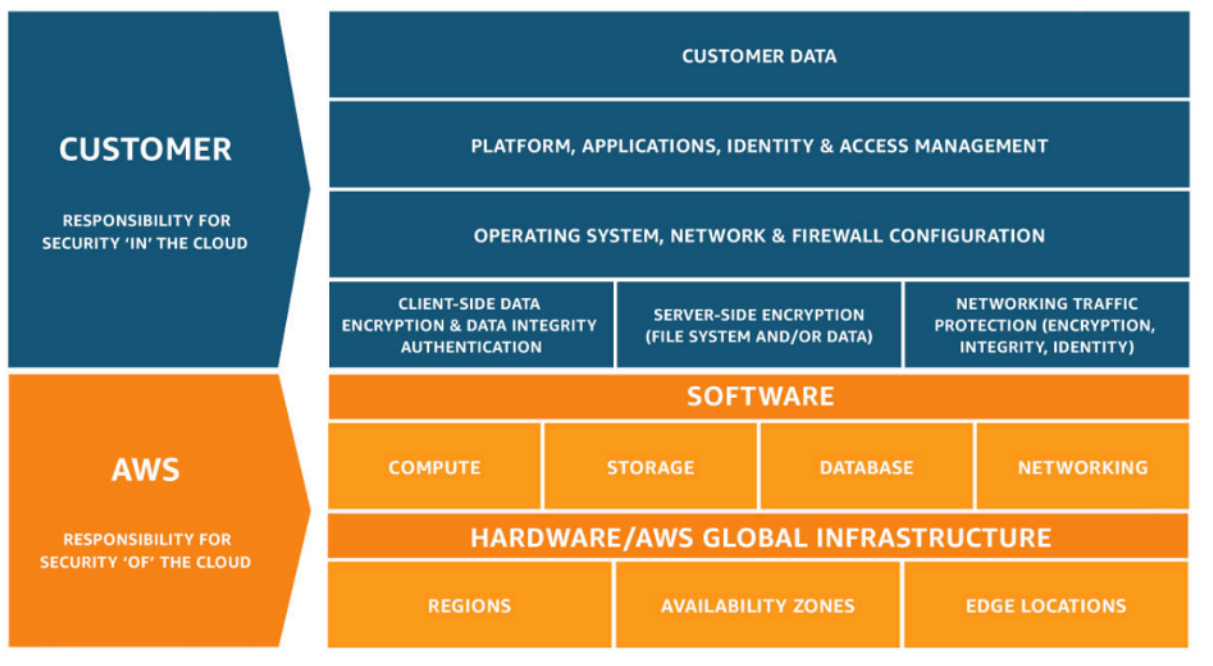 CUSTOMER
RESPONSIBILITY FOR
SECURITY ‘IN’ THE CLOUD
CUSTOMER DATA
PLATFORM, APPLICATIONS, IDENTITY & ACCESS MANAGEMENT
OPERATING SYSTEM, NETWORK & FIREWALL CONFIGURATION
CLIENT-SIDE DATA
ENCRYPTION & DATA INTEGRITY
AUTHENTICATION
SERVER-SIDE ENCRYPTION
(FILE SYSTEM AND/OR DATA)
NETWORKING TRAFFIC
PROTECTION (ENCRYPTION,
INTEGRITY, IDENTITY)
AWS
RESPONSIBILITY FOR
SECURITY ‘OF’ THE CLOUD
SOFTWARE
COMPUTE
STORAGE
DATABASE
NETWORKING
HARDWARE/AWS GLOBAL INFRASTRUCTURE
REGIONS
AVAILABILITY ZONES
EDGE LOCATIONS